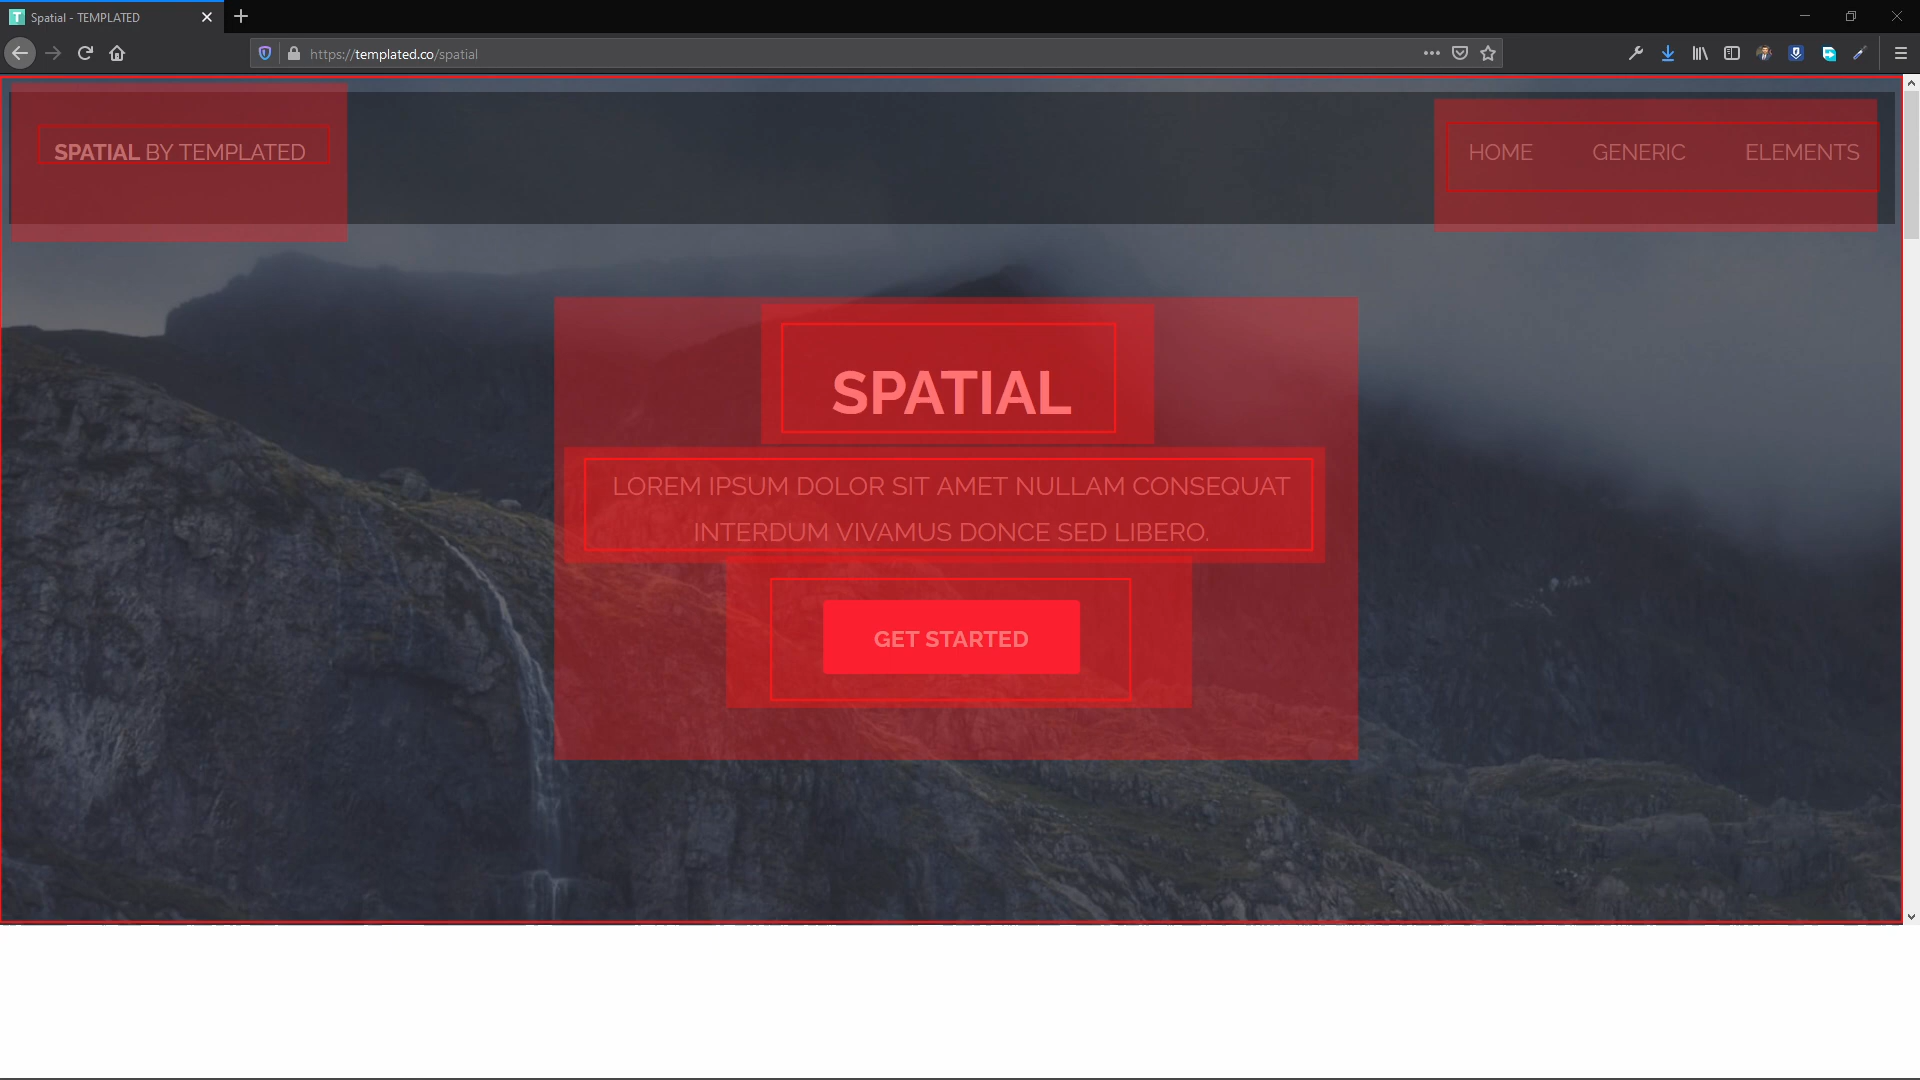 Spatial - TEMPLATED
https://templated.co/spatial
SPATIAL BY TEMPLATED
HOME GENERIC ELEMENTS
SPATIAL
LOREM IPSUM DOLOR SIT AMET NULLAM CONSEQUAT
INTERDUM VIVAMUS DONCE SED LIBERO.
GET STARTED